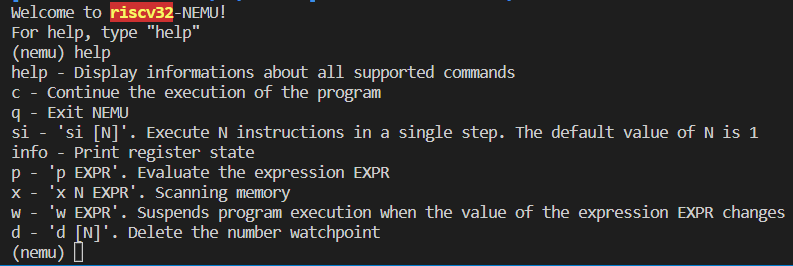 Welcome to riscv32-NEMU!
For help, type "help"
(nemu) help
help - Display informations about all supported commands
c - Continue the execution of the program
q - Exit NEMU
si - 'si [N]'. Execute N instructions in a single step. The default value of N is 1
info - Print register state
p - 'p EXPR'. Evaluate the expression EXPR
x - 'x N EXPR'. Scanning memory
w - 'w EXPR'. Suspends program execution when the value of the expression EXPR changes
d - 'd [N]'. Delete the number watchpoint
(nemu)